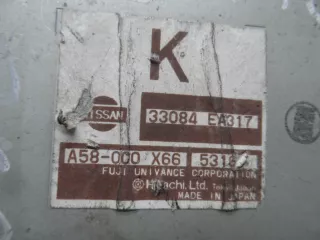 K
NISSAN
33084 EA317
A58-000 X66
FUJI UNIVANCE CORPORATION
Hitachi, Ltd.
MADE IN JAPAN